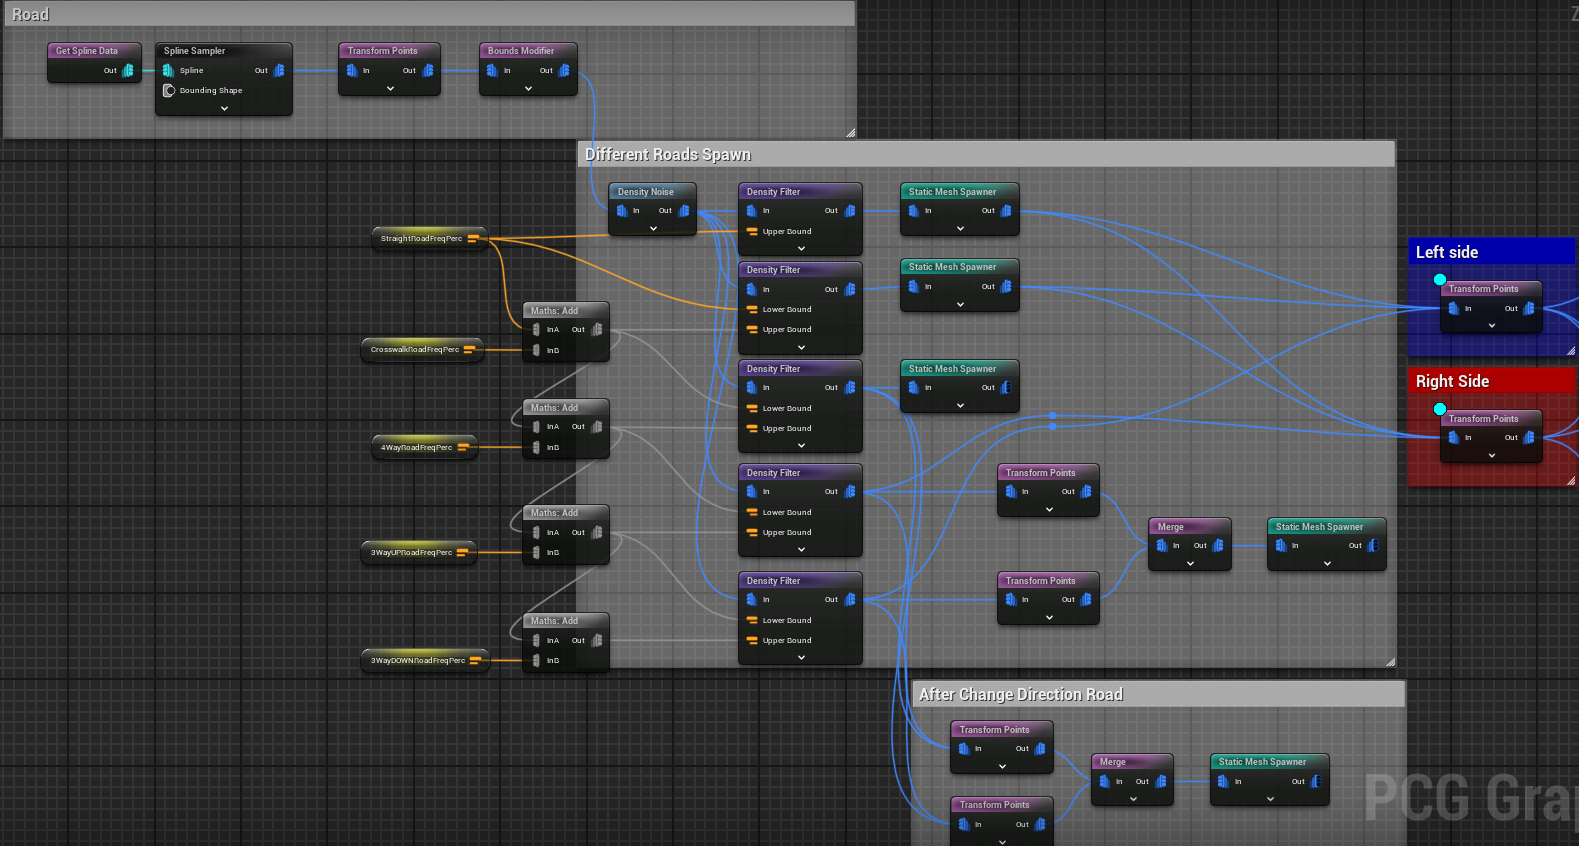 Road
Get Spline Data
Out
Spline Sampler
Spline Out
Bounding Shape
Transform Points
In Out
Bounds Modifier
In Out
Different Roads Spawn
Density Noise
In Out
Density Filter
In Out
Upper Bound
Static Mesh Spawner
In Out
StraightRoadFreqPerc
Density Filter
In Out
Lower Bound
Upper Bound
Static Mesh Spawner
In Out
Left side
Transform Points
In Out
Maths: Add
InA Out
InB
CrosswalkRoadFreqPerc
Density Filter
In Out
Lower Bound
Upper Bound
Static Mesh Spawner
In Out
Right Side
Transform Points
In Out
Maths: Add
InA Out
InB
4WayRoadFreqPerc
Density Filter
In Out
Lower Bound
Upper Bound
Transform Points
In Out
Maths: Add
InA Out
InB
3WayUPRoadFreqPerc
Merge
In Out
Static Mesh Spawner
In Out
Density Filter
In Out
Lower Bound
Upper Bound
Transform Points
In Out
Maths: Add
InA Out
InB
3WayDOWNRoadFreqPerc
After Change Direction Road
Transform Points
In Out
Merge
In Out
Static Mesh Spawner
In Out
Transform Points
In Out
PCG Grap